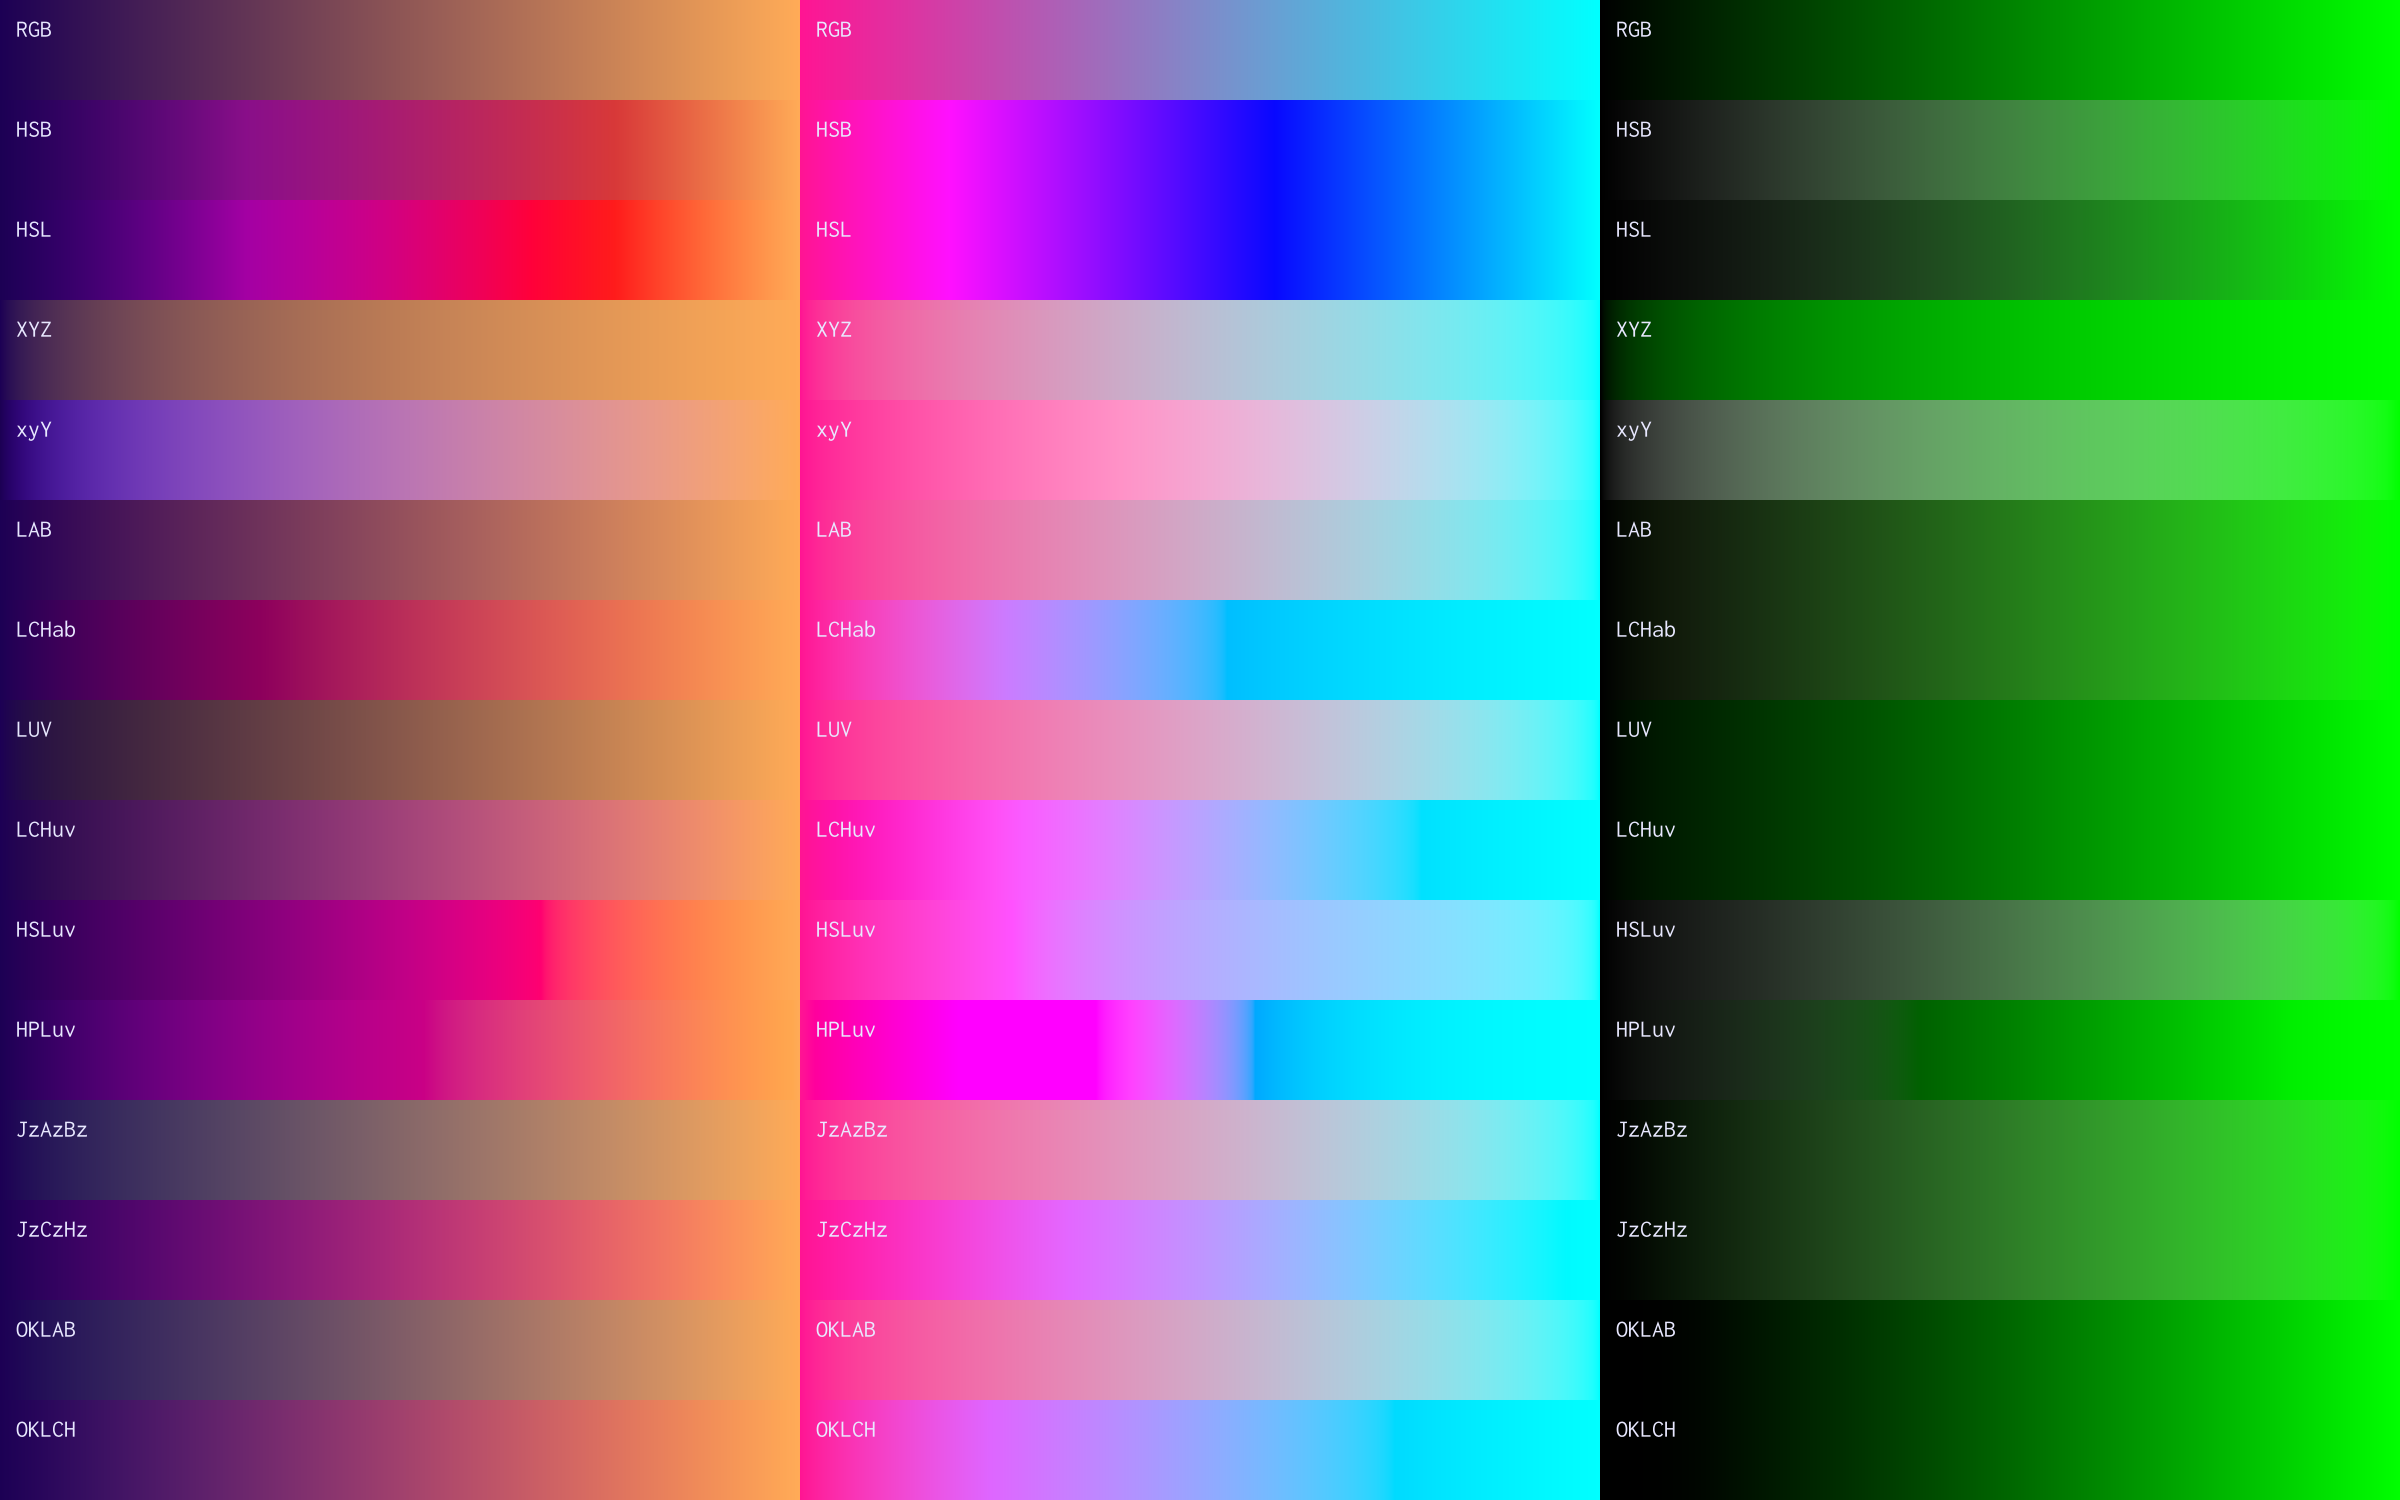 RGB RGB RGB
HSB HSB HSB
HSL HSL HSL
XYZ XYZ XYZ
xyY xyY xyY
LAB LAB LAB
LCHab LCHab LCHab
LUV LUV LUV
LCHuv LCHuv LCHuv
HSLuv HSLuv HSLuv
HPLuv HPLuv HPLuv
JzAzBz JzAzBz JzAzBz
JzCzHz JzCzHz JzCzHz
OKLAB OKLAB OKLAB
OKLCH OKLCH OKLCH